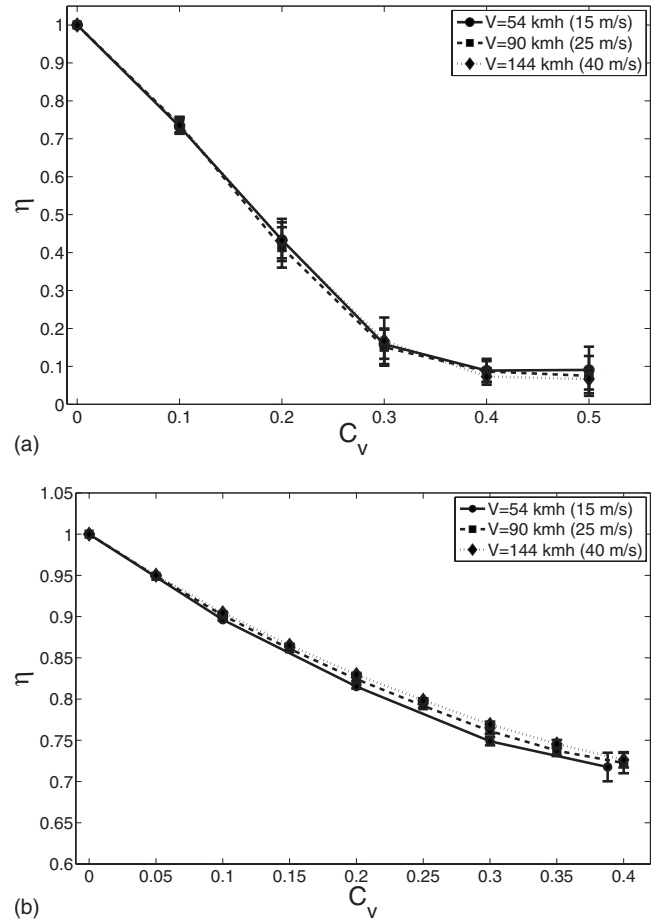 1
0.9
0.8
0.7
0.6
0.5
0.4
0.3
0.2
0.1
0
η
V=54 kmh (15 m/s)
V=90 kmh (25 m/s)
V=144 kmh (40 m/s)
0 0.1 0.2 0.3 0.4 0.5
C_v
(a)
1.05
1
0.95
0.9
0.85
0.8
0.75
0.7
0.65
0.6
η
V=54 kmh (15 m/s)
V=90 kmh (25 m/s)
V=144 kmh (40 m/s)
0 0.05 0.1 0.15 0.2 0.25 0.3 0.35 0.4
C_v
(b)